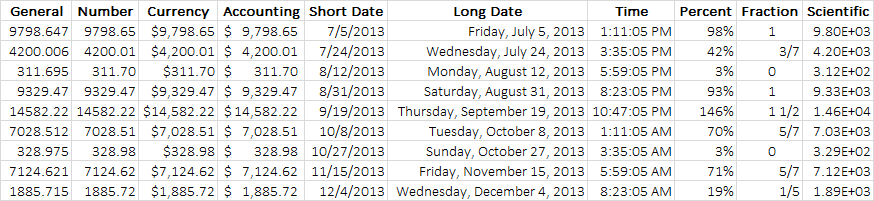 General Number Currency Accounting Short Date Long Date Time Percent Fraction Scientific
9798.647 9798.65 $9,798.65 $ 9,798.65 7/5/2013 Friday, July 5, 2013 1:11:05 PM 98% 1 9.80E+03
4200.006 4200.01 $4,200.01 $ 4,200.01 7/24/2013 Wednesday, July 24, 2013 3:35:05 PM 42% 3/7 4.20E+03
311.695 311.70 $311.70 $ 311.70 8/12/2013 Monday, August 12, 2013 5:59:05 PM 3% 0 3.12E+02
9329.47 9329.47 $9,329.47 $ 9,329.47 8/31/2013 Saturday, August 31, 2013 8:23:05 PM 93% 1 9.33E+03
14582.22 14582.22 $14,582.22 $14,582.22 9/19/2013 Thursday, September 19, 2013 10:47:05 PM 146% 1 1/2 1.46E+04
7028.512 7028.51 $7,028.51 $ 7,028.51 10/8/2013 Tuesday, October 8, 2013 1:11:05 AM 70% 5/7 7.03E+03
328.975 328.98 $328.98 $ 328.98 10/27/2013 Sunday, October 27, 2013 3:35:05 AM 3% 0 3.29E+02
7124.621 7124.62 $7,124.62 $ 7,124.62 11/15/2013 Friday, November 15, 2013 5:59:05 AM 71% 5/7 7.12E+03
1885.715 1885.72 $1,885.72 $ 1,885.72 12/4/2013 Wednesday, December 4, 2013 8:23:05 AM 19% 1/5 1.89E+03